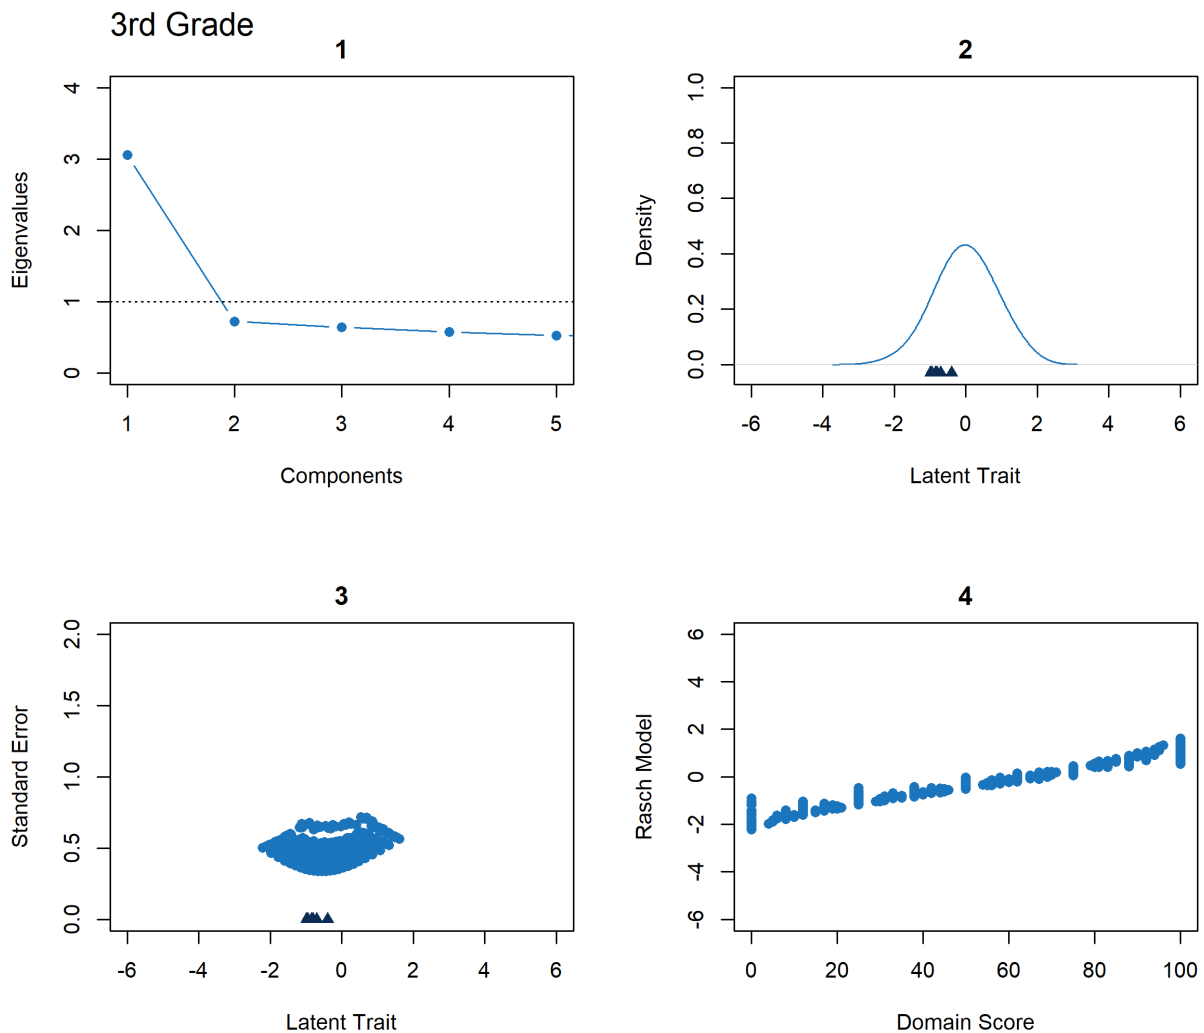 3rd Grade
1
Eigenvalues
4
3
2
1
0
1 2 3 4 5
Components
2
Density
1.0
0.8
0.6
0.4
0.2
0.0
-6 -4 -2 0 2 4 6
Latent Trait
3
Standard Error
2.0
1.5
1.0
0.5
0.0
-6 -4 -2 0 2 4 6
Latent Trait
4
Rasch Model
6
4
2
0
-2
-4
-6
0 20 40 60 80 100
Domain Score